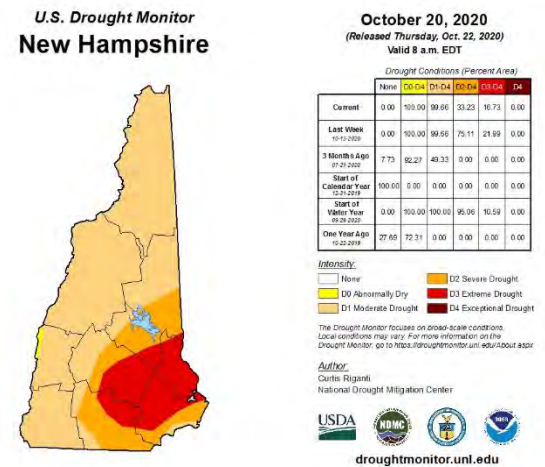 U.S. Drought Monitor
New Hampshire
October 20, 2020
(Released Thursday, Oct. 22, 2020)
Valid 8 a.m. EDT
Drought Conditions (Percent Area)
None D0-D4 D1-D4 D2-D4 D3-D4 D4
Current 0.00 100.00 99.66 33.23 16.73 0.00
Last Week 10-13-2020 0.00 100.00 99.66 75.11 21.99 0.00
3 Months Ago 07-21-2020 7.73 92.27 49.33 0.00 0.00 0.00
Start of Calendar Year 12-31-2019 100.00 0.00 0.00 0.00 0.00 0.00
Start of Water Year 09-29-2020 0.00 100.00 100.00 95.06 10.59 0.00
One Year Ago 10-22-2019 27.69 72.31 0.00 0.00 0.00 0.00
Intensity:
None
D0 Abnormally Dry
D1 Moderate Drought
D2 Severe Drought
D3 Extreme Drought
D4 Exceptional Drought
The Drought Monitor focuses on broad-scale conditions.
Local conditions may vary. For more information on the
Drought Monitor, go to https://droughtmonitor.unl.edu/About.aspx
Author:
Curtis Riganti
National Drought Mitigation Center
USDA
NDMC
droughtmonitor.unl.edu